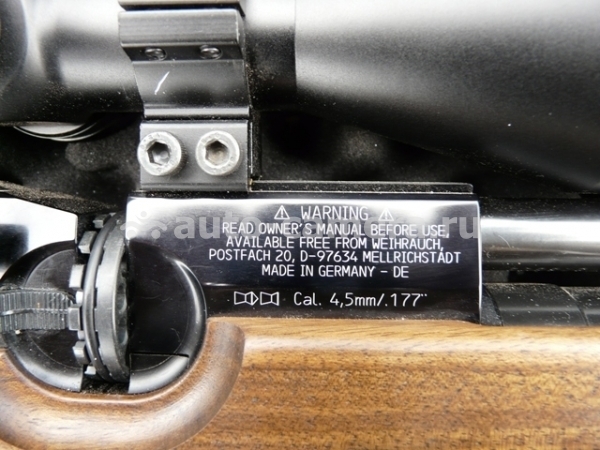 ⚠ WARNING ⚠
READ OWNER'S MANUAL BEFORE USE,
AVAILABLE FREE FROM WEIHRAUCH,
POSTFACH 20, D-97634 MELLRICHSTADT
MADE IN GERMANY - DE
Cal. 4,5mm/.177"